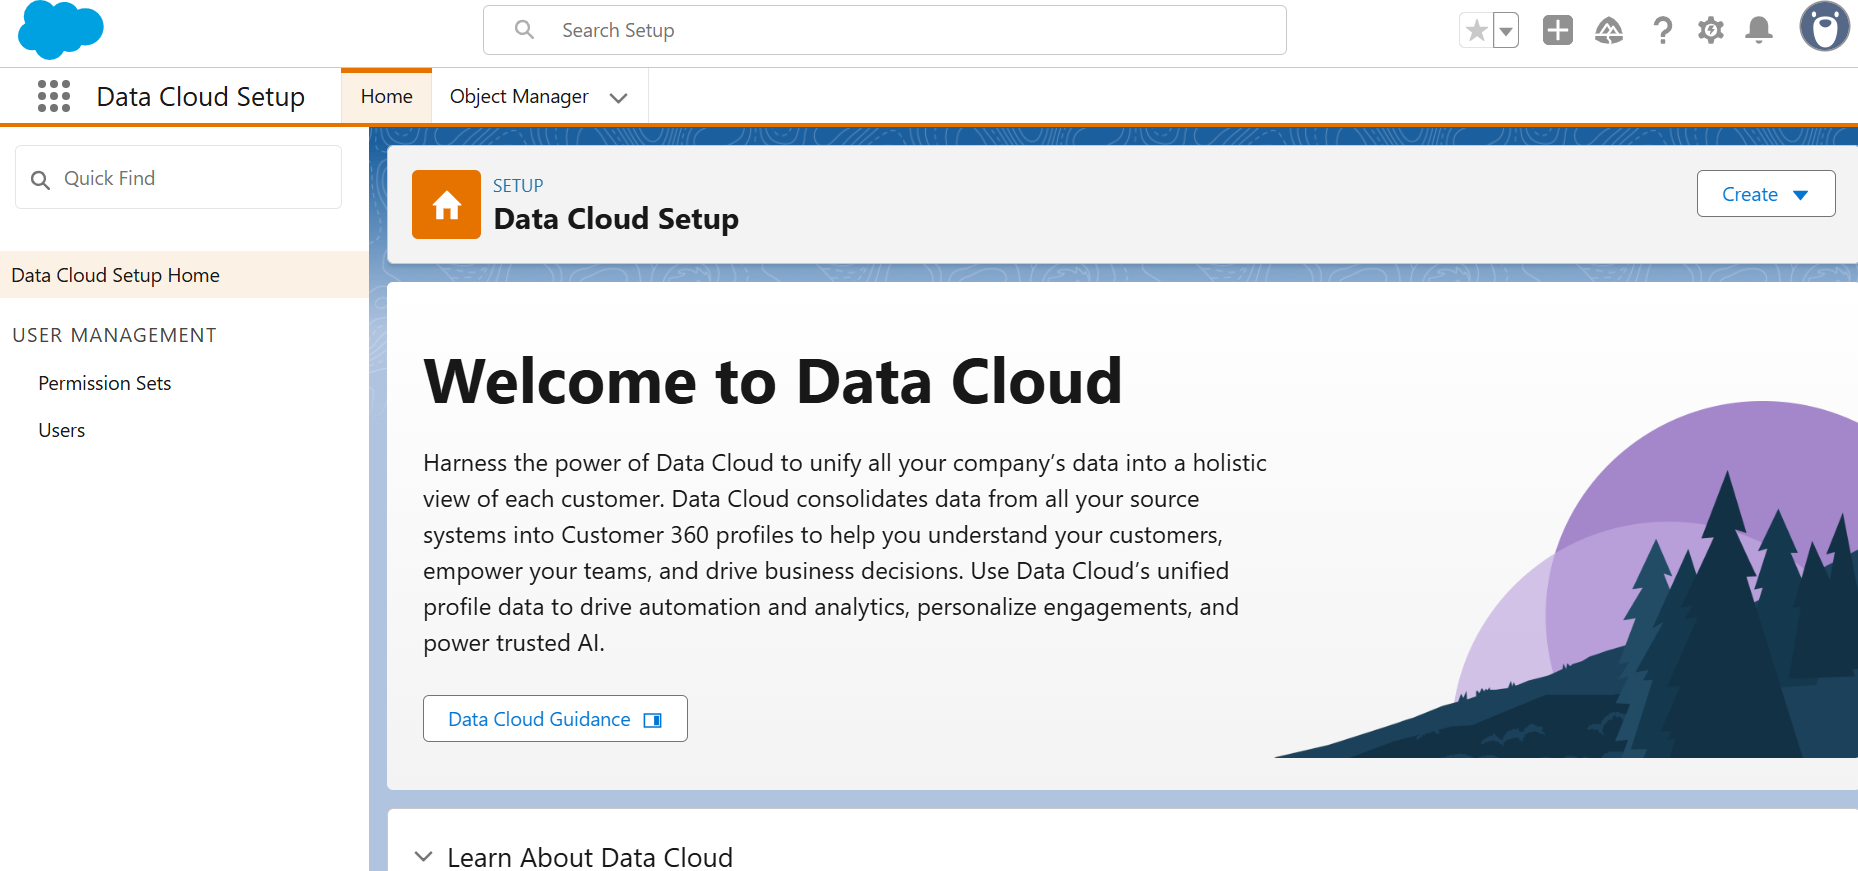 Search Setup
Data Cloud Setup
Home
Object Manager
Quick Find
Data Cloud Setup Home
USER MANAGEMENT
Permission Sets
Users
SETUP
Data Cloud Setup
Create
Welcome to Data Cloud
Harness the power of Data Cloud to unify all your company’s data into a holistic
view of each customer. Data Cloud consolidates data from all your source
systems into Customer 360 profiles to help you understand your customers,
empower your teams, and drive business decisions. Use Data Cloud’s unified
profile data to drive automation and analytics, personalize engagements, and
power trusted AI.
Data Cloud Guidance
Learn About Data Cloud